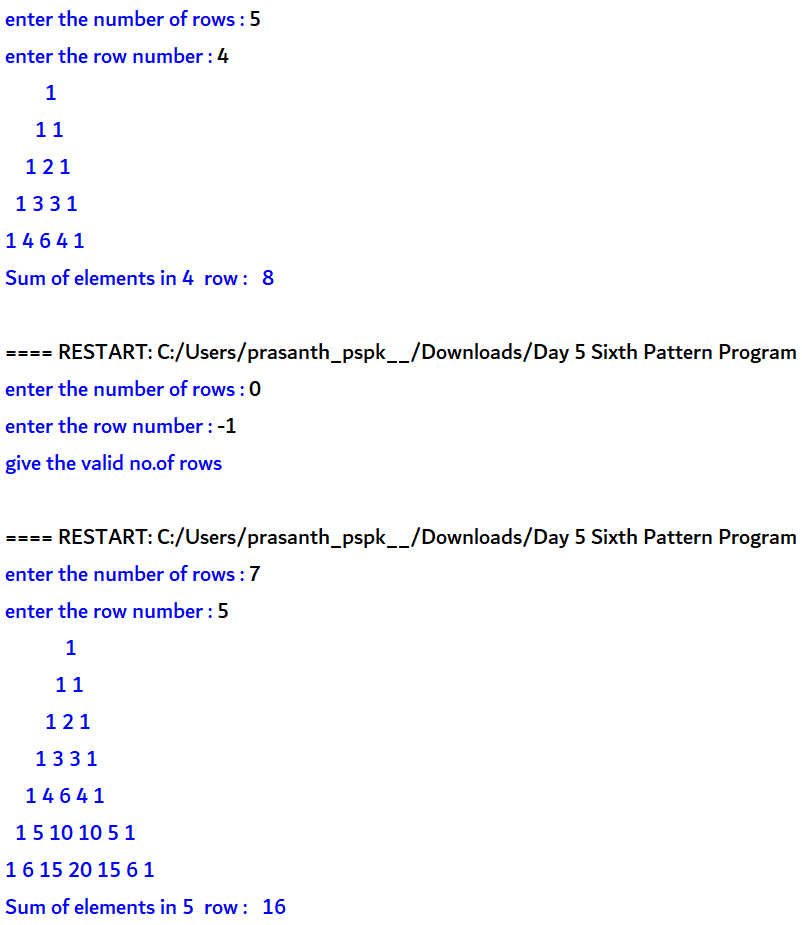 enter the number of rows : 5
enter the row number : 4
1
1 1
1 2 1
1 3 3 1
1 4 6 4 1
Sum of elements in 4  row :   8
==== RESTART: C:/Users/prasanth_pspk__/Downloads/Day 5 Sixth Pattern Program
enter the number of rows : 0
enter the row number : -1
give the valid no.of rows
==== RESTART: C:/Users/prasanth_pspk__/Downloads/Day 5 Sixth Pattern Program
enter the number of rows : 7
enter the row number : 5
1
1 1
1 2 1
1 3 3 1
1 4 6 4 1
1 5 10 10 5 1
1 6 15 20 15 6 1
Sum of elements in 5  row :   16